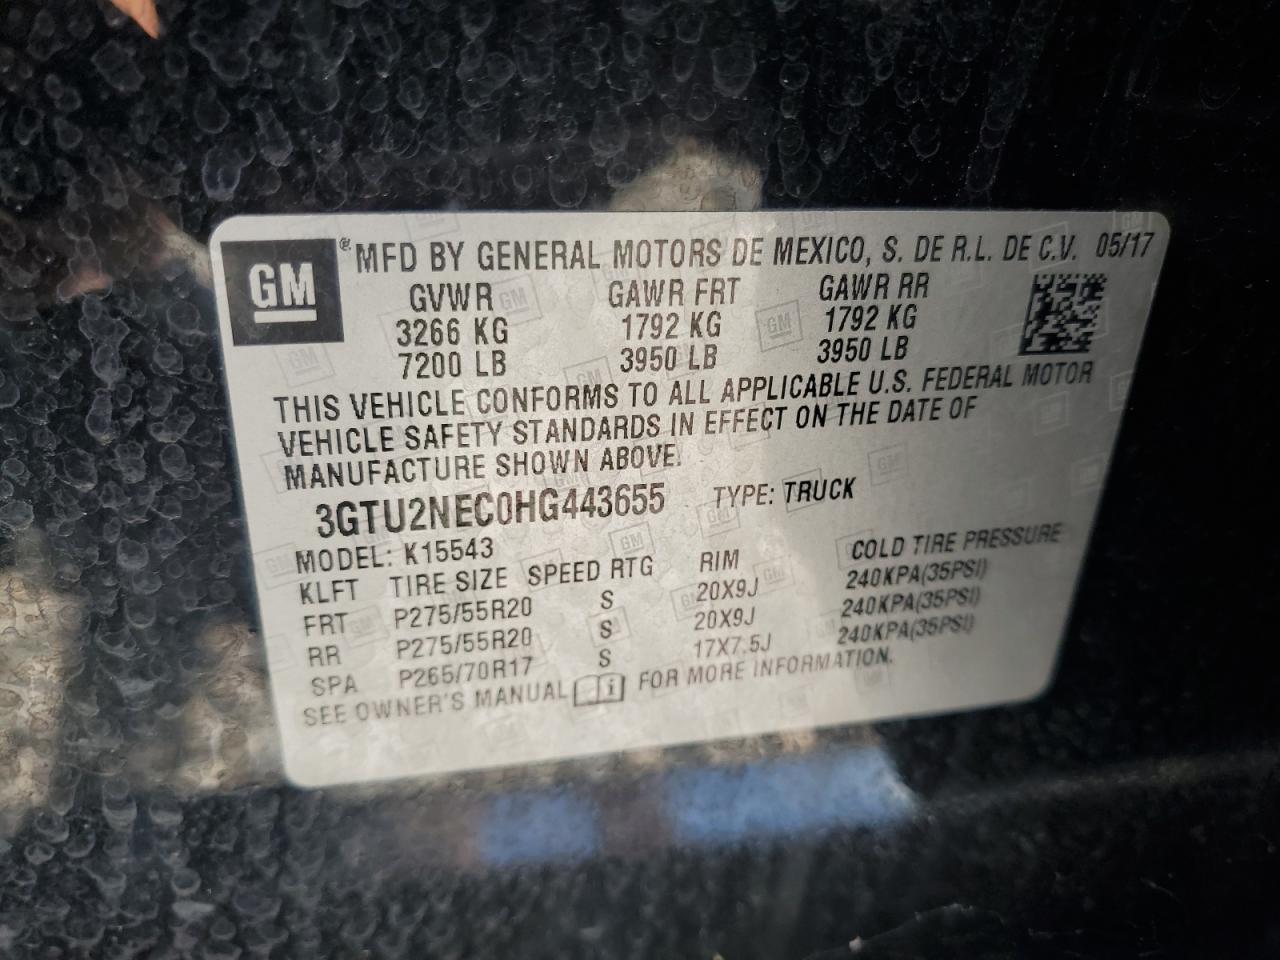 GM ® MFD BY GENERAL MOTORS DE MEXICO, S. DE R.L. DE C.V. 05/17
GVWR GAWR FRT GAWR RR
3266 KG 1792 KG 1792 KG
7200 LB 3950 LB 3950 LB
THIS VEHICLE CONFORMS TO ALL APPLICABLE U.S. FEDERAL MOTOR
VEHICLE SAFETY STANDARDS IN EFFECT ON THE DATE OF
MANUFACTURE SHOWN ABOVE.
3GTU2NEC0HG443655 TYPE: TRUCK
MODEL: K15543
KLFT TIRE SIZE SPEED RTG RIM COLD TIRE PRESSURE
FRT P275/55R20 S 20X9J 240KPA(35PSI)
RR P275/55R20 S 20X9J 240KPA(35PSI)
SPA P265/70R17 S 17X7.5J 240KPA(35PSI)
SEE OWNER'S MANUAL i FOR MORE INFORMATION.